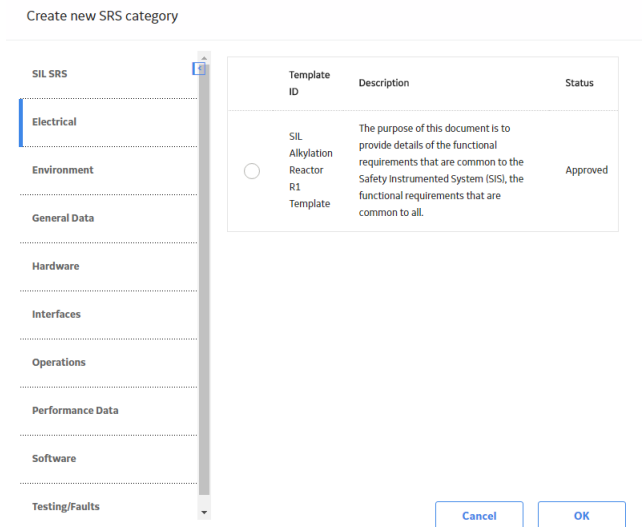 Create new SRS category
SIL SRS
Electrical
Environment
General Data
Hardware
Interfaces
Operations
Performance Data
Software
Testing/Faults
Template
ID
Description
Status
SIL
Alkylation
Reactor
R1
Template
The purpose of this document is to
provide details of the functional
requirements that are common to the
Safety Instrumented System (SIS), the
functional requirements that are
common to all.
Approved
Cancel
OK